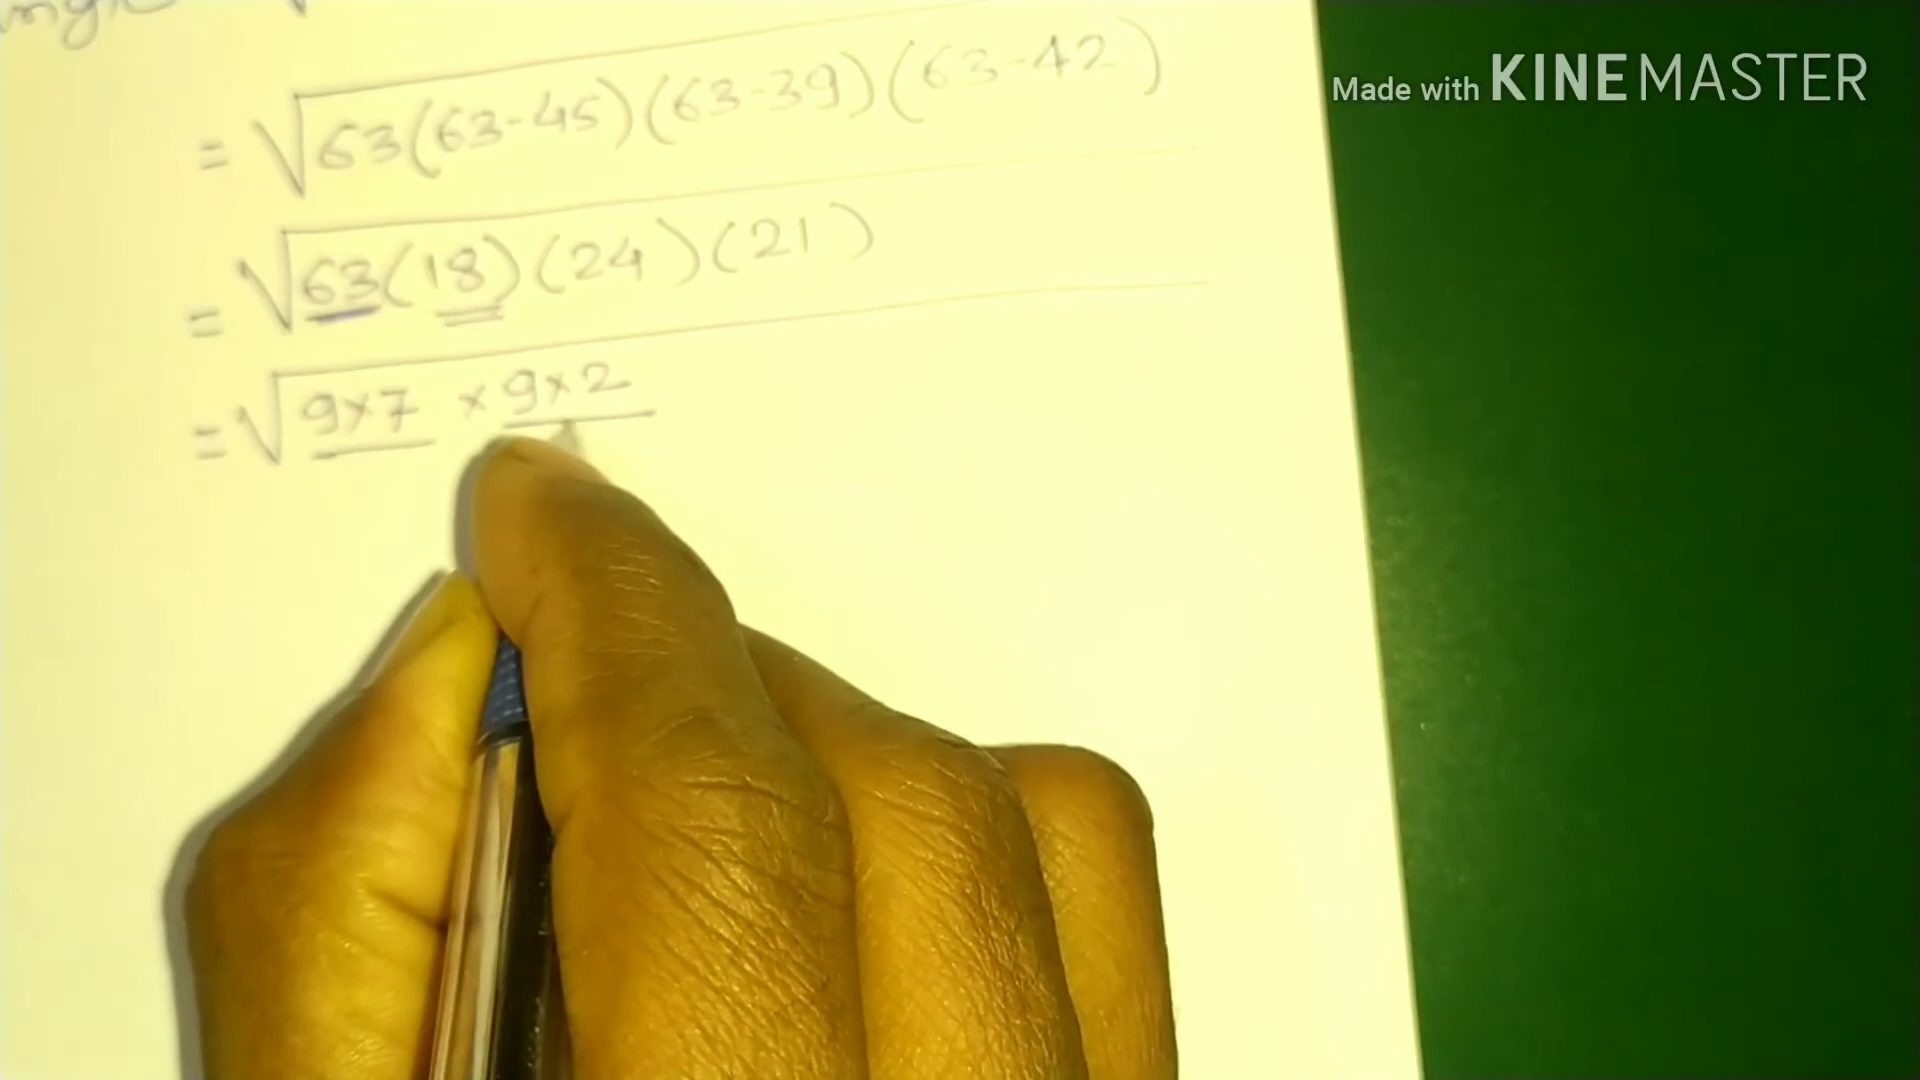 Made with KINEMASTER
= √63(63-45)(63-39)(63-42)
= √63(18)(24)(21)
= √9×7 × 9×2